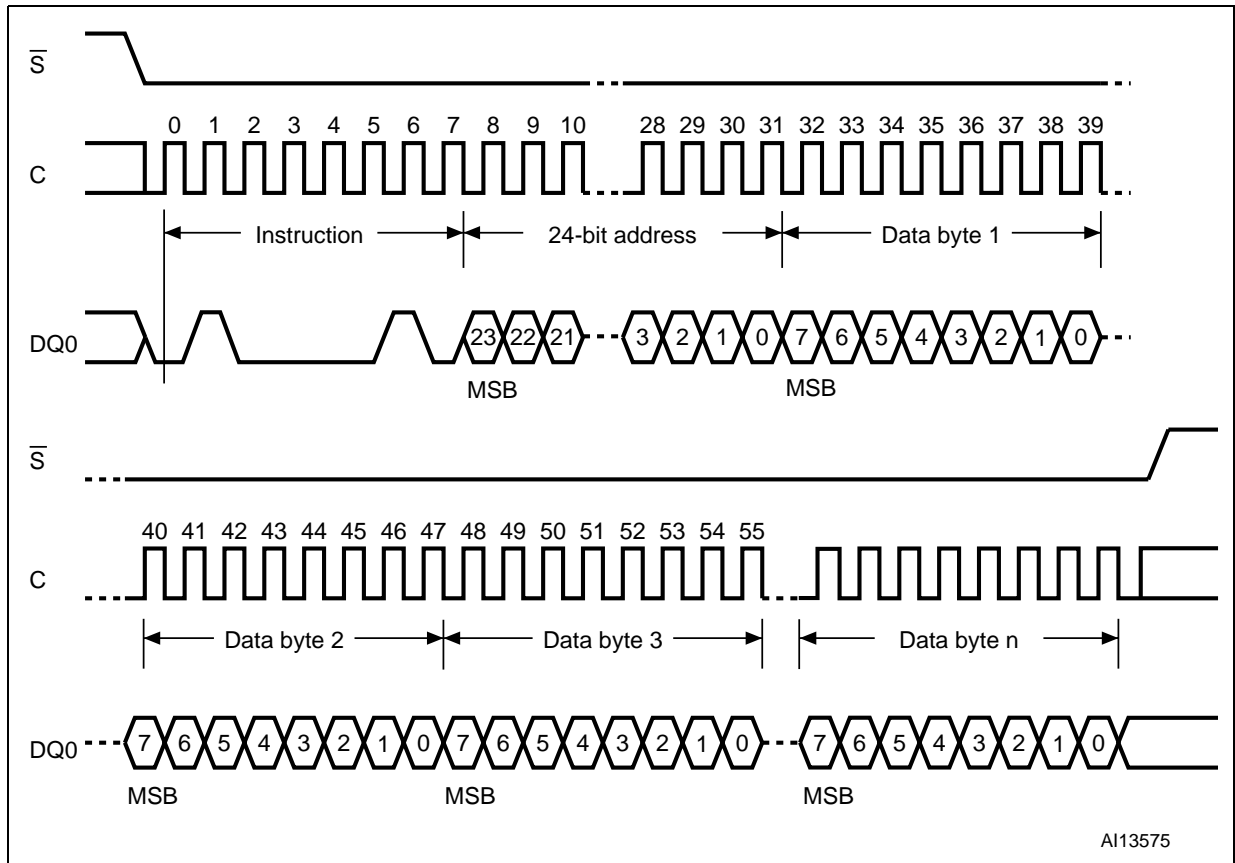 S
0 1 2 3 4 5 6 7 8 9 10 28 29 30 31 32 33 34 35 36 37 38 39
C
Instruction 24-bit address Data byte 1
DQ0 23 22 21 3 2 1 0 7 6 5 4 3 2 1 0
MSB MSB
S
40 41 42 43 44 45 46 47 48 49 50 51 52 53 54 55
C
Data byte 2 Data byte 3 Data byte n
DQ0 7 6 5 4 3 2 1 0 7 6 5 4 3 2 1 0 7 6 5 4 3 2 1 0
MSB MSB MSB
AI13575